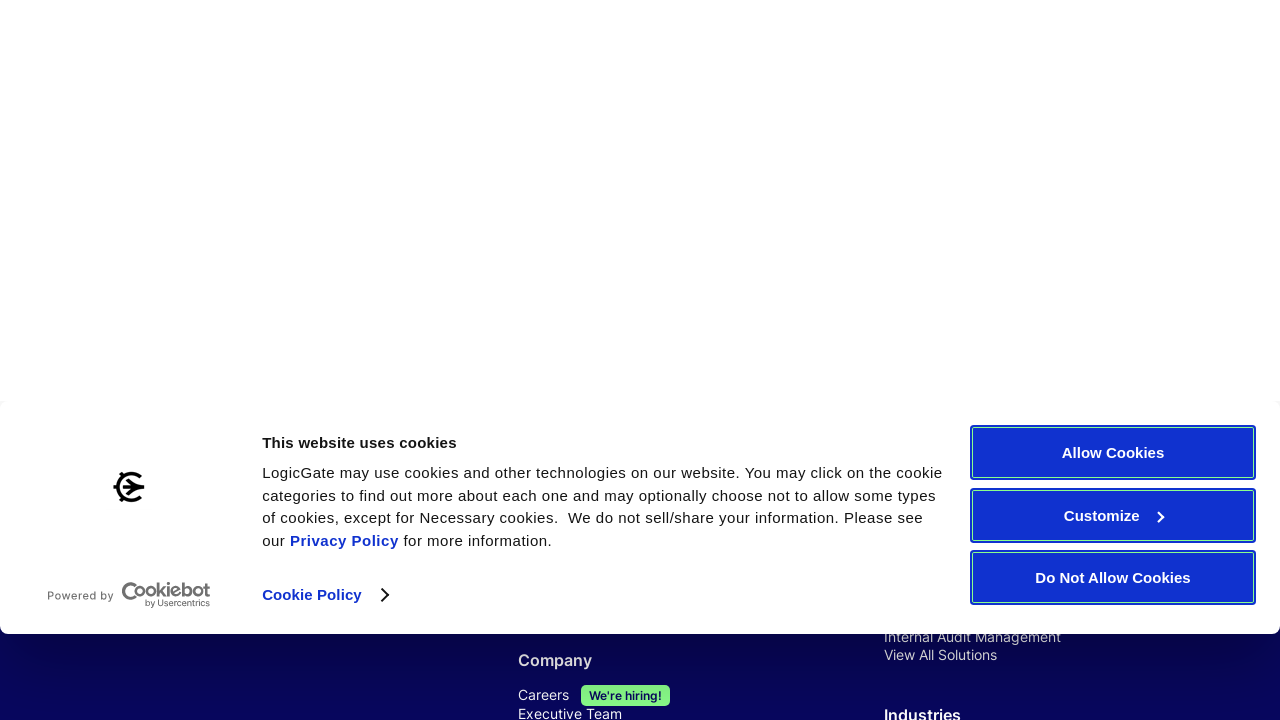 This website uses cookies
LogicGate may use cookies and other technologies on our website. You may click on the cookie
categories to find out more about each one and may optionally choose not to allow some types
of cookies, except for Necessary cookies.  We do not sell/share your information. Please see
our Privacy Policy for more information.
Cookie Policy
Powered by Cookiebot
by Usercentrics
Allow Cookies
Customize
Do Not Allow Cookies
Company
Careers We're hiring!
Executive Team
Internal Audit Management
View All Solutions
Industries